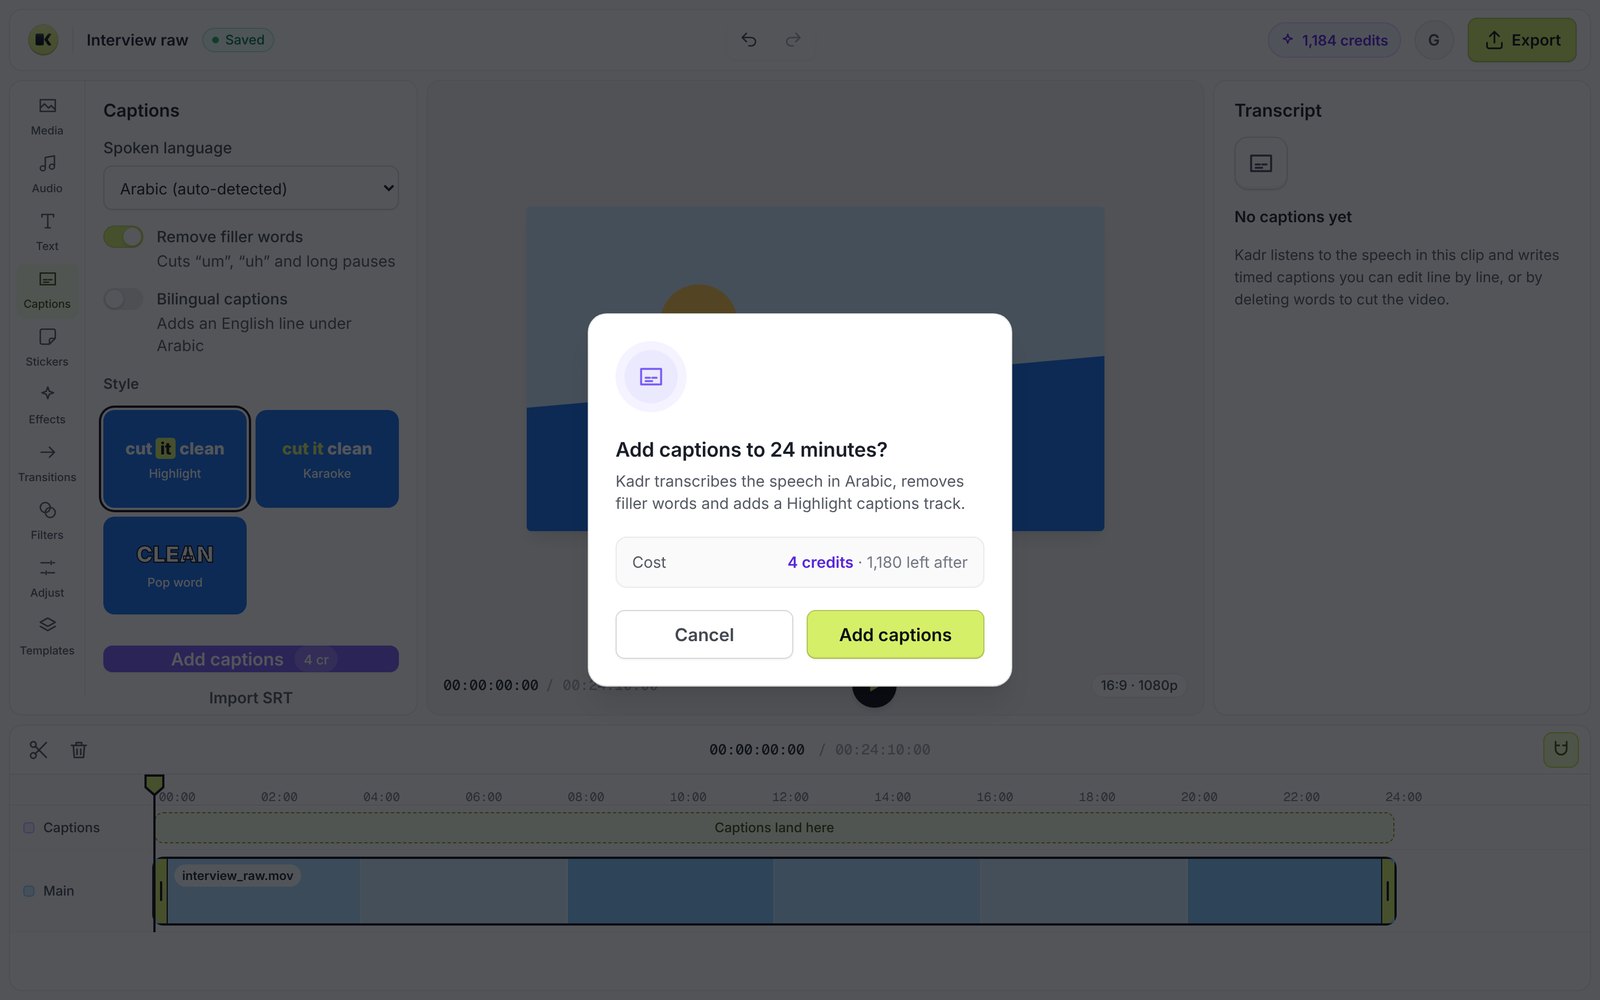 Interview raw
Saved
1,184 credits
G
Export
Media
Audio
Text
Captions
Stickers
Effects
Transitions
Filters
Adjust
Templates
Captions
Spoken language
Arabic (auto-detected)
Remove filler words
Cuts “um”, “uh” and long pauses
Bilingual captions
Adds an English line under
Arabic
Style
cut it clean
Highlight
cut it clean
Karaoke
CLEAN
Pop word
Add captions 4 cr
Import SRT
Add captions to 24 minutes?
Kadr transcribes the speech in Arabic, removes
filler words and adds a Highlight captions track.
Cost 4 credits · 1,180 left after
Cancel
Add captions
00:00:00:00 / 00:24:10:00
16:9 · 1080p
Transcript
No captions yet
Kadr listens to the speech in this clip and writes
timed captions you can edit line by line, or by
deleting words to cut the video.
00:00:00:00 / 00:24:10:00
00:00 02:00 04:00 06:00 08:00 10:00 12:00 14:00 16:00 18:00 20:00 22:00 24:00
Captions
Captions land here
Main
interview_raw.mov